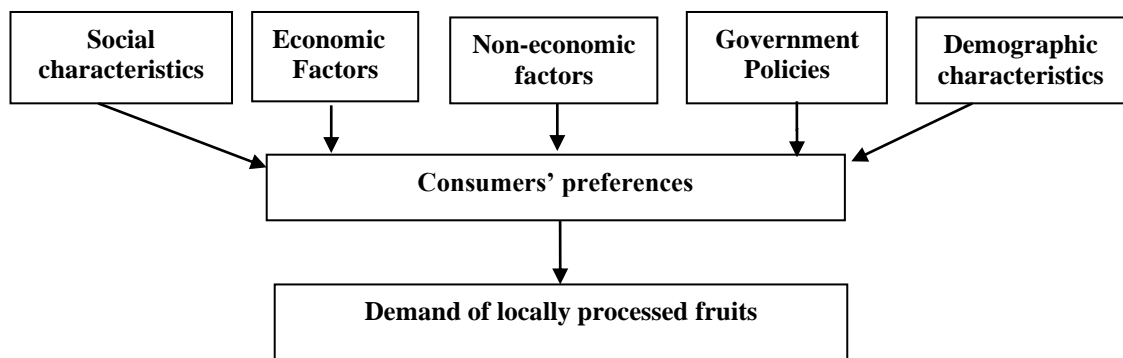 Social
characteristics
Economic
Factors
Non-economic
factors
Government
Policies
Demographic
characteristics
Consumers’ preferences
Demand of locally processed fruits